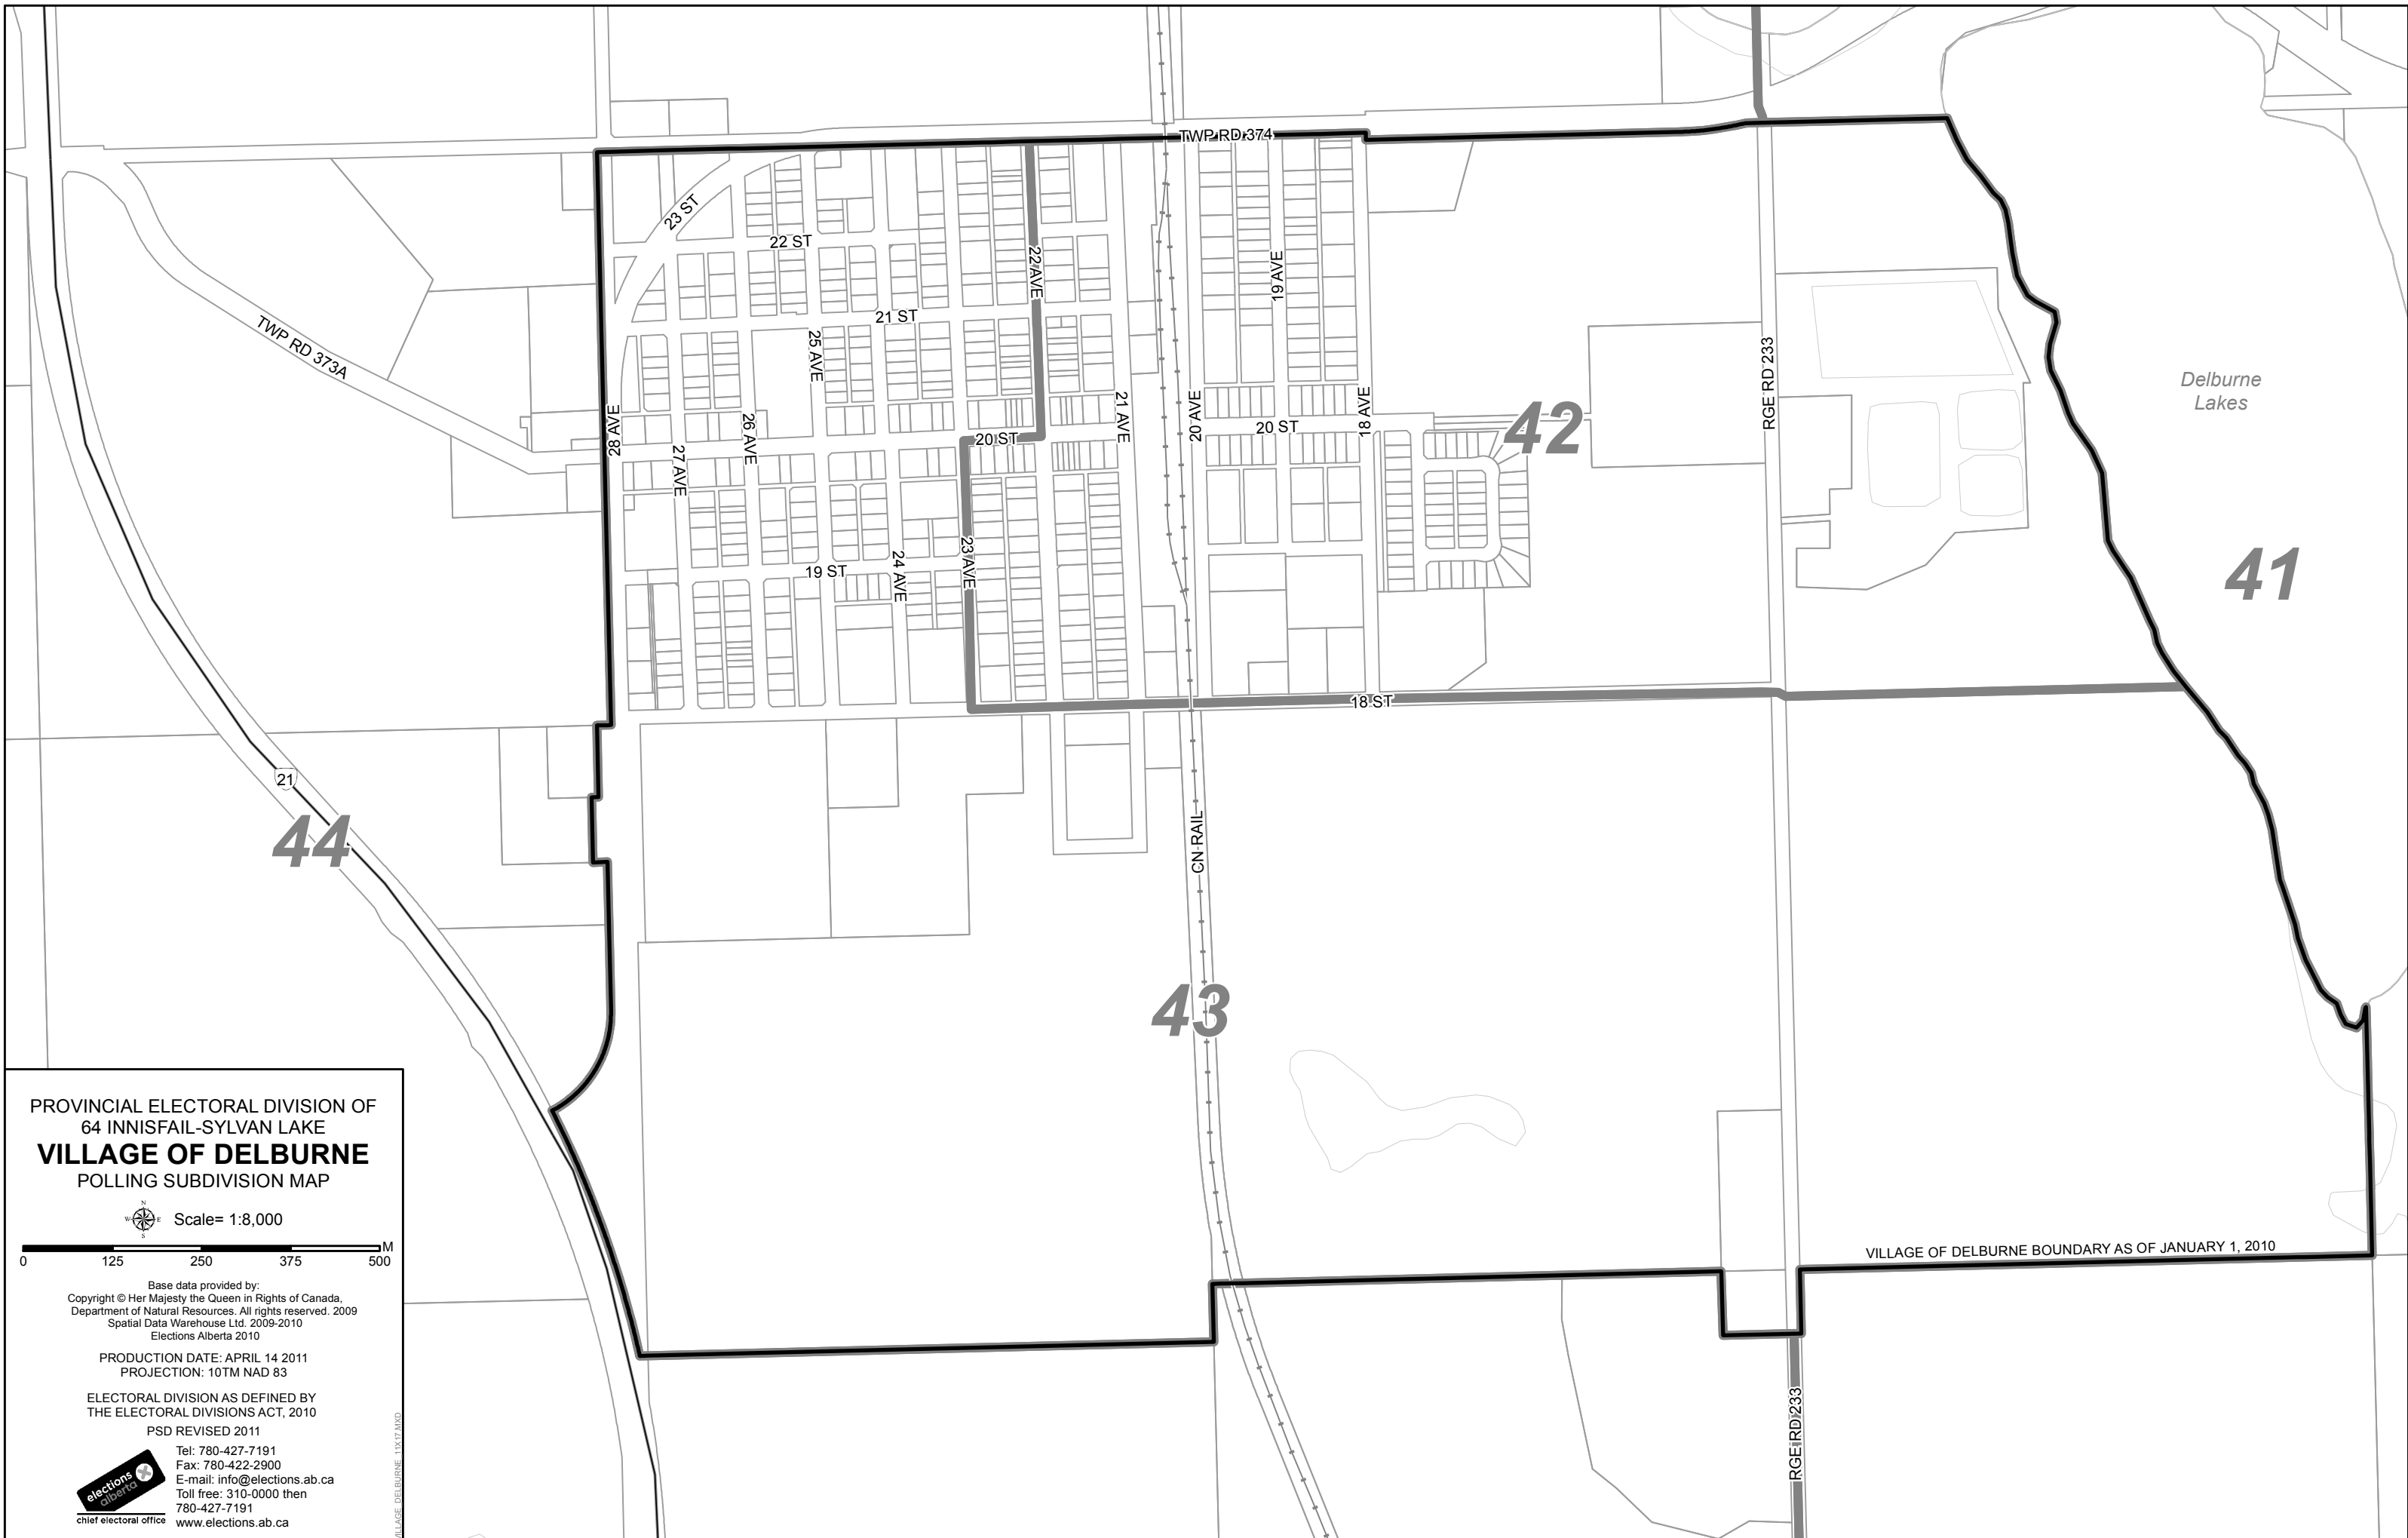 TWP RD 374
23 ST
22 ST
22 AVE
19 AVE
21 ST
TWP RD 373A
25 AVE
RGE RD 233
Delburne
Lakes
28 AVE
26 AVE
21 AVE
20 AVE
18 AVE
20 ST
20 ST
42
27 AVE
19 ST
24 AVE
23 AVE
41
18 ST
21
44
CN RAIL
43
VILLAGE OF DELBURNE BOUNDARY AS OF JANUARY 1, 2010
RGE RD 233
PROVINCIAL ELECTORAL DIVISION OF
64 INNISFAIL-SYLVAN LAKE
VILLAGE OF DELBURNE
POLLING SUBDIVISION MAP
N
W E
S
Scale= 1:8,000
M
0 125 250 375 500
Base data provided by:
Copyright © Her Majesty the Queen in Rights of Canada,
Department of Natural Resources. All rights reserved. 2009
Spatial Data Warehouse Ltd. 2009-2010
Elections Alberta 2010
PRODUCTION DATE: APRIL 14 2011
PROJECTION: 10TM NAD 83
ELECTORAL DIVISION AS DEFINED BY
THE ELECTORAL DIVISIONS ACT, 2010
PSD REVISED 2011
elections
alberta
chief electoral office
Tel: 780-427-7191
Fax: 780-422-2900
E-mail: info@elections.ab.ca
Toll free: 310-0000 then
780-427-7191
www.elections.ab.ca
VILLAGE DELBURNE 11X17.MXD